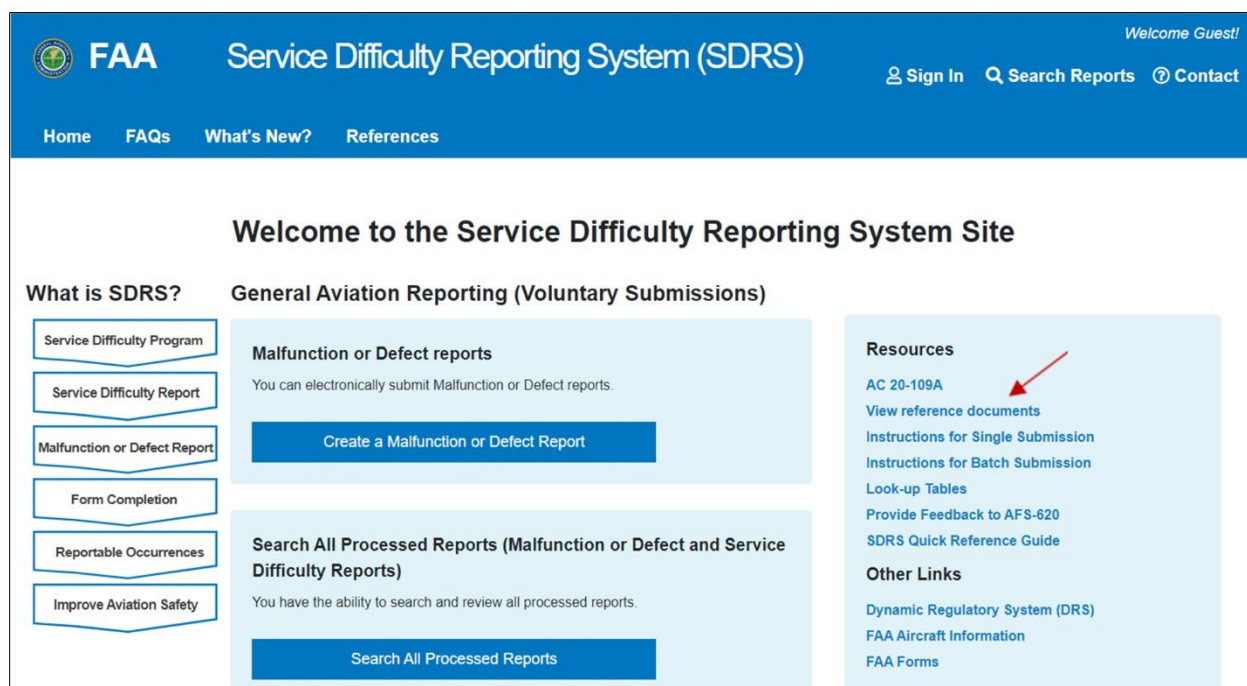 Welcome Guest!
FAA
Service Difficulty Reporting System (SDRS)
Sign In
Search Reports
Contact
Home
FAQs
What's New?
References
Welcome to the Service Difficulty Reporting System Site
What is SDRS?
Service Difficulty Program
Service Difficulty Report
Malfunction or Defect Report
Form Completion
Reportable Occurrences
Improve Aviation Safety
General Aviation Reporting (Voluntary Submissions)
Malfunction or Defect reports
You can electronically submit Malfunction or Defect reports.
Create a Malfunction or Defect Report
Search All Processed Reports (Malfunction or Defect and Service
Difficulty Reports)
You have the ability to search and review all processed reports.
Search All Processed Reports
Resources
AC 20-109A
View reference documents
Instructions for Single Submission
Instructions for Batch Submission
Look-up Tables
Provide Feedback to AFS-620
SDRS Quick Reference Guide
Other Links
Dynamic Regulatory System (DRS)
FAA Aircraft Information
FAA Forms